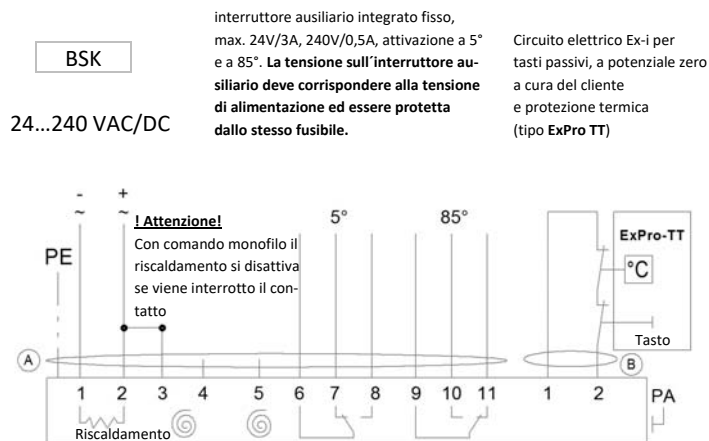 BSK
24...240 VAC/DC
interruttore ausiliario integrato fisso,
max. 24V/3A, 240V/0,5A, attivazione a 5°
e a 85°. La tensione sull´interruttore au-
siliario deve corrispondere alla tensione
di alimentazione ed essere protetta
dallo stesso fusibile.
Circuito elettrico Ex-i per
tasti passivi, a potenziale zero
a cura del cliente
e protezione termica
(tipo ExPro TT)
- +
~ ~
! Attenzione!
Con comando monofilo il
riscaldamento si disattiva
se viene interrotto il con-
tatto
PE
5° 85°
ExPro-TT
°C
Tasto
A
B
1 2 3 4 5 6 7 8 9 10 11 1 2
PA
Riscaldamento